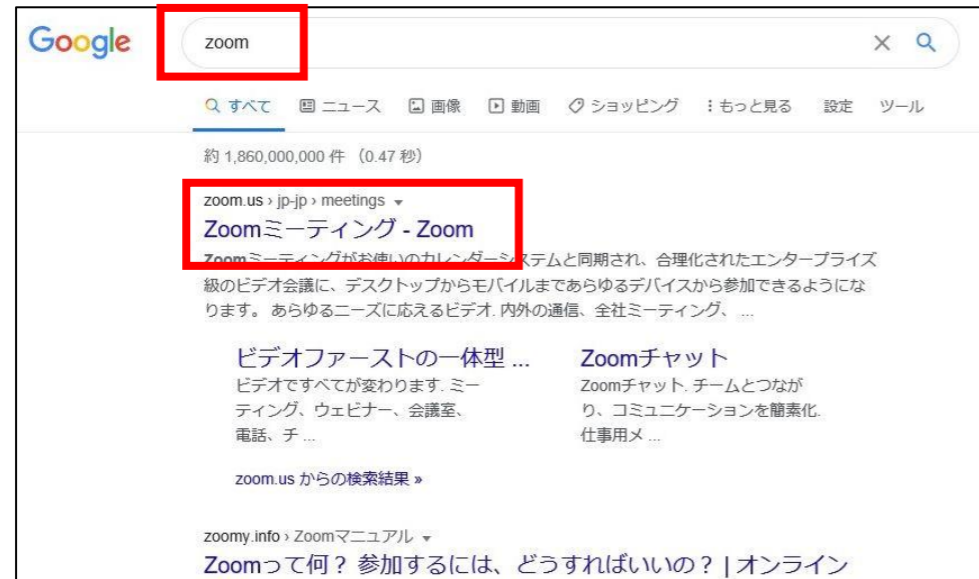 Google
zoom
すべて ニュース 画像 動画 ショッピング もっと見る 設定 ツール
約 1,860,000,000 件 （0.47 秒）
zoom.us › jp-jp › meetings
Zoomミーティング - Zoom
Zoomミーティングがお使いのカレンダーシステムと同期され、合理化されたエンタープライズ
級のビデオ会議に、デスクトップからモバイルまであらゆるデバイスから参加できるようにな
ります。 あらゆるニーズに応えるビデオ. 内外の通信、全社ミーティング、 ...
ビデオファーストの一体型 ...
ビデオですべてが変わります. ミー
ティング、ウェビナー、会議室、
電話、チ ...
Zoomチャット
Zoomチャット. チームとつなが
り、コミュニケーションを簡素化.
仕事用メ ...
zoom.us からの検索結果 »
zoomy.info › Zoomマニュアル
Zoomって何？ 参加するには、どうすればいいの？ | オンライン